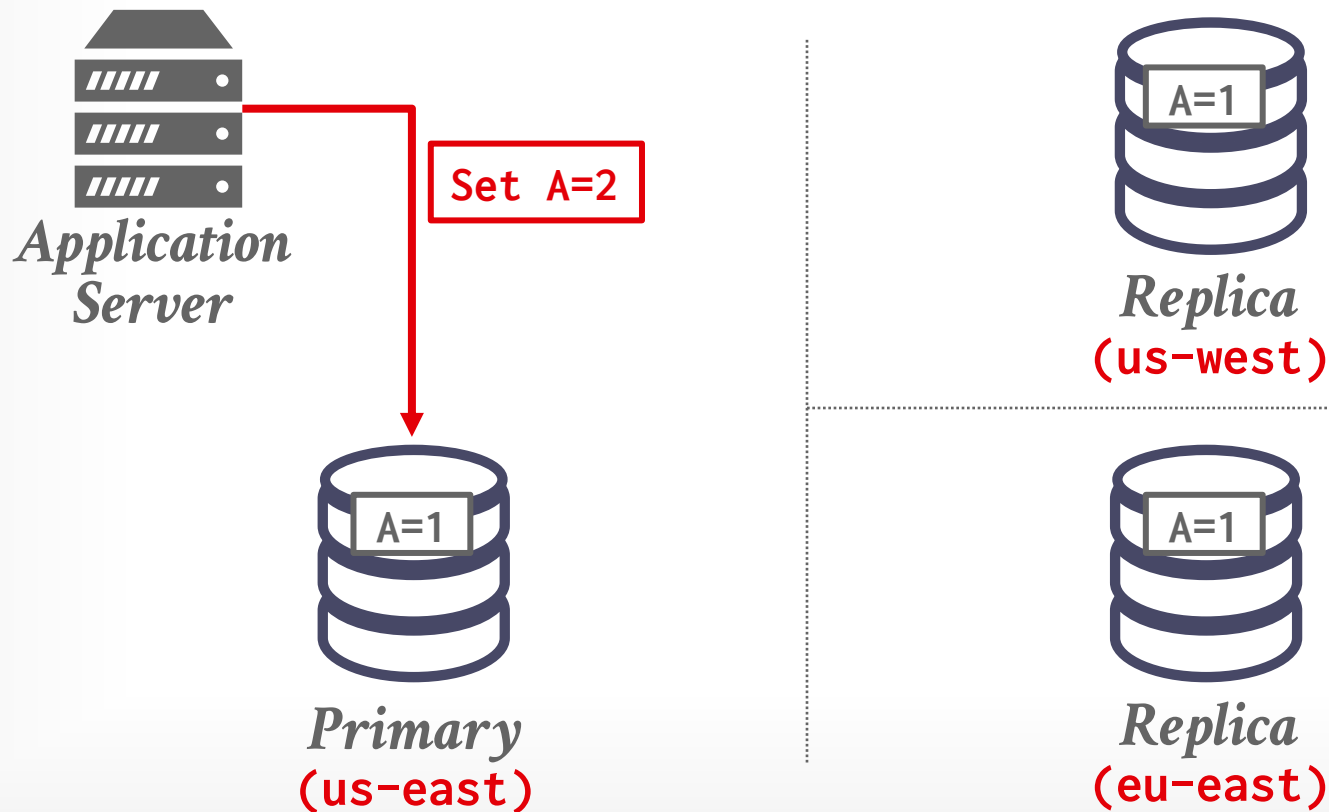 Application
Server
Set A=2
A=1
Primary
(us-east)
A=1
Replica
(us-west)
A=1
Replica
(eu-east)